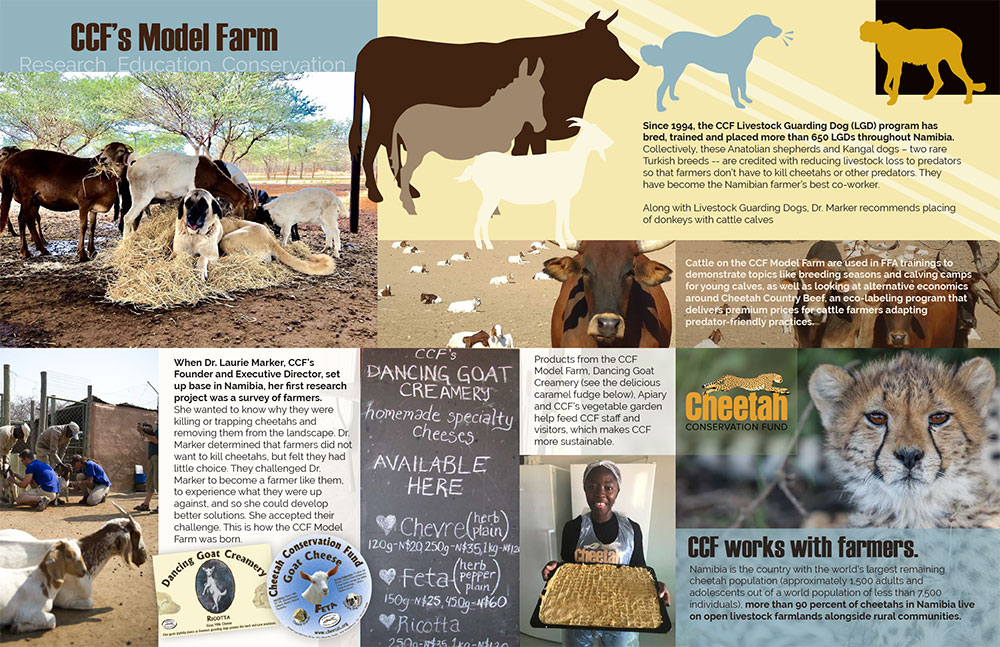 CCF's Model Farm
Research Education Conservation
Since 1994, the CCF Livestock Guarding Dog (LGD) program has
bred, trained and placed more than 650 LGDs throughout Namibia.
Collectively, these Anatolian shepherds and Kangal dogs – two rare
Turkish breeds -- are credited with reducing livestock loss to predators
so that farmers don't have to kill cheetahs or other predators. They
have become the Namibian farmer's best co-worker.
Along with Livestock Guarding Dogs, Dr. Marker recommends placing
of donkeys with cattle calves
Cattle on the CCF Model Farm are used in FFA trainings to
demonstrate topics like breeding seasons and calving camps
for young calves, as well as looking at alternative economics
around Cheetah Country Beef, an eco-labeling program that
delivers premium prices for cattle farmers adapting
predator-friendly practices.
When Dr. Laurie Marker, CCF's
Founder and Executive Director, set
up base in Namibia, her first research
project was a survey of farmers.
She wanted to know why they were
killing or trapping cheetahs and
removing them from the landscape. Dr.
Marker determined that farmers did not
want to kill cheetahs, but felt they had
little choice. They challenged Dr.
Marker to become a farmer like them,
to experience what they were up
against, and so she could develop
better solutions. She accepted their
challenge. This is how the CCF Model
Farm was born.
Dancing Goat Creamery
RICOTTA
Cheetah Conservation Fund
Goat Cheese
FETA
www.cheetah.org
CCF's
DANCING GOAT
CREAMERY
homemade specialty
cheeses
AVAILABLE
HERE
Chevre (herb
plain)
120g-N$20, 250g-N$35, 1kg-N$120
Feta (herb
pepper
plain)
150g-N$25, 450g-N$60
Ricotta
Products from the CCF
Model Farm, Dancing Goat
Creamery (see the delicious
caramel fudge below), Apiary
and CCF's vegetable garden
help feed CCF staff and
visitors, which makes CCF
more sustainable.
Cheetah
Cheetah
CONSERVATION FUND
CCF works with farmers.
Namibia is the country with the world's largest remaining
cheetah population (approximately 1,500 adults and
adolescents out of a world population of less than 7,500
individuals), more than 90 percent of cheetahs in Namibia live
on open livestock farmlands alongside rural communities.